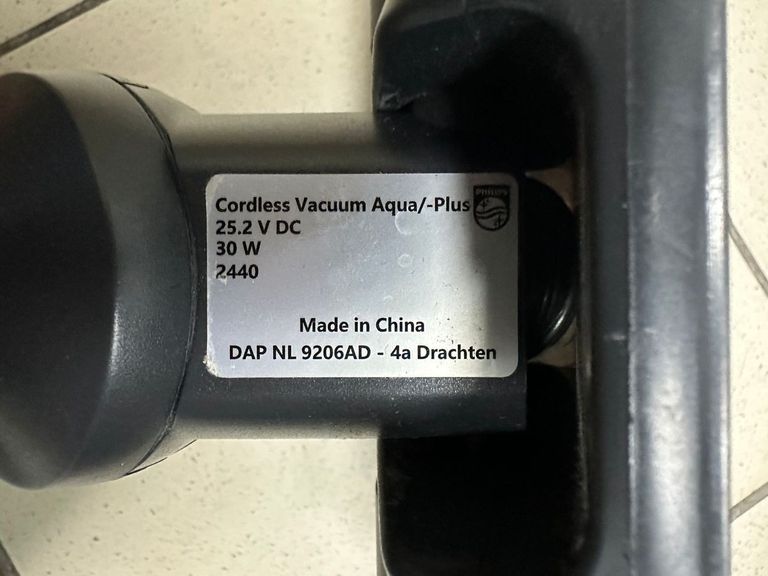 Cordless Vacuum Aqua/-Plus
PHILIPS
25.2 V DC
30 W
2440
Made in China
DAP NL 9206AD - 4a Drachten